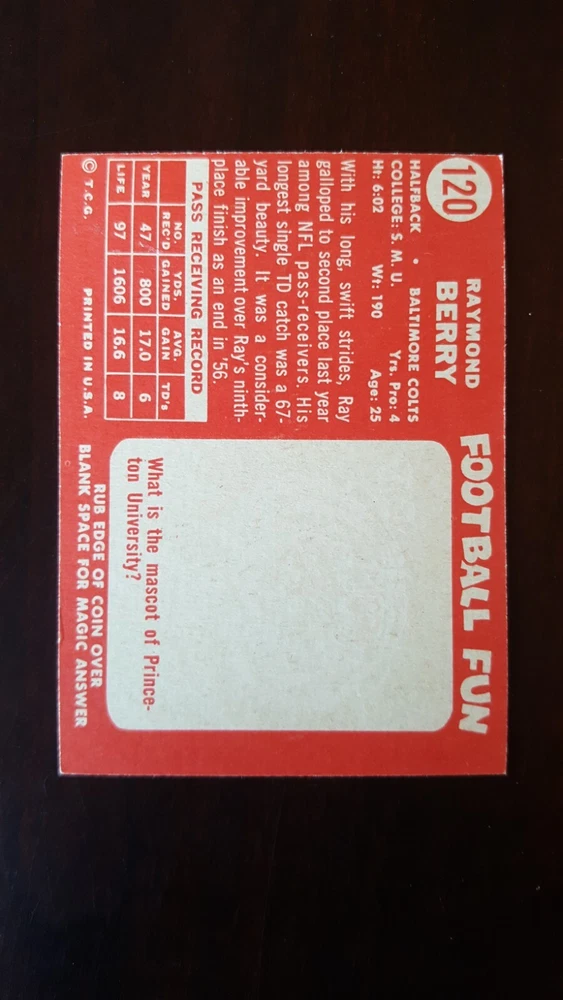 120
RAYMOND
BERRY
HALFBACK • BALTIMORE COLTS
COLLEGE: S. M. U. Yrs. Pro: 4
Ht: 6:02 Wt: 190 Age: 25
With his long, swift strides, Ray
galloped to second place last year
among NFL pass-receivers. His
longest single TD catch was a 67-
yard beauty. It was a consider-
able improvement over Ray's ninth-
place finish as an end in '56.
PASS RECEIVING RECORD
NO. REC'D YDS. GAINED AVG. GAIN TD's
YEAR 47 800 17.0 6
LIFE 97 1606 16.6 8
© T.C.G. PRINTED IN U.S.A.
FOOTBALL FUN
What is the mascot of Prince-
ton University?
RUB EDGE OF COIN OVER
BLANK SPACE FOR MAGIC ANSWER